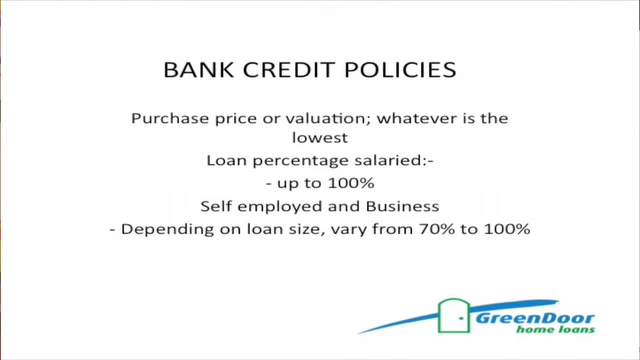 BANK CREDIT POLICIES
Purchase price or valuation; whatever is the
lowest
Loan percentage salaried:-
- up to 100%
Self employed and Business
- Depending on loan size, vary from 70% to 100%
GreenDoor
home loans